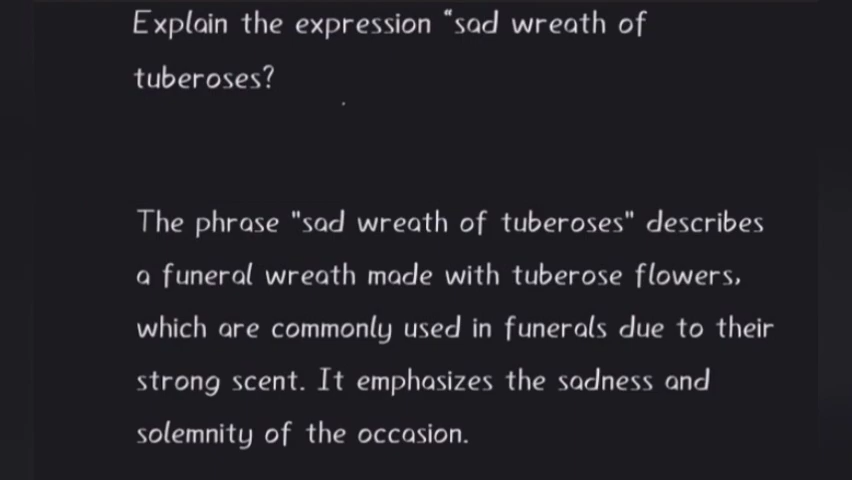 Explain the expression “sad wreath of
tuberoses?
The phrase "sad wreath of tuberoses" describes
a funeral wreath made with tuberose flowers,
which are commonly used in funerals due to their
strong scent. It emphasizes the sadness and
solemnity of the occasion.